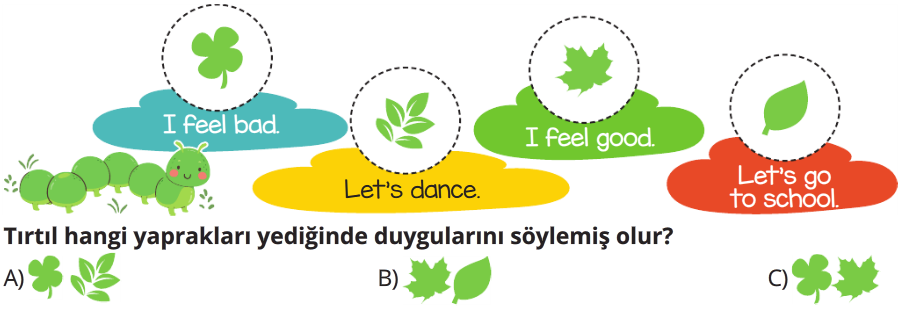 I feel bad.
Let's dance.
I feel good.
Let's go
to school.
Tırtıl hangi yaprakları yediğinde duygularını söylemiş olur?
A)
B)
C)